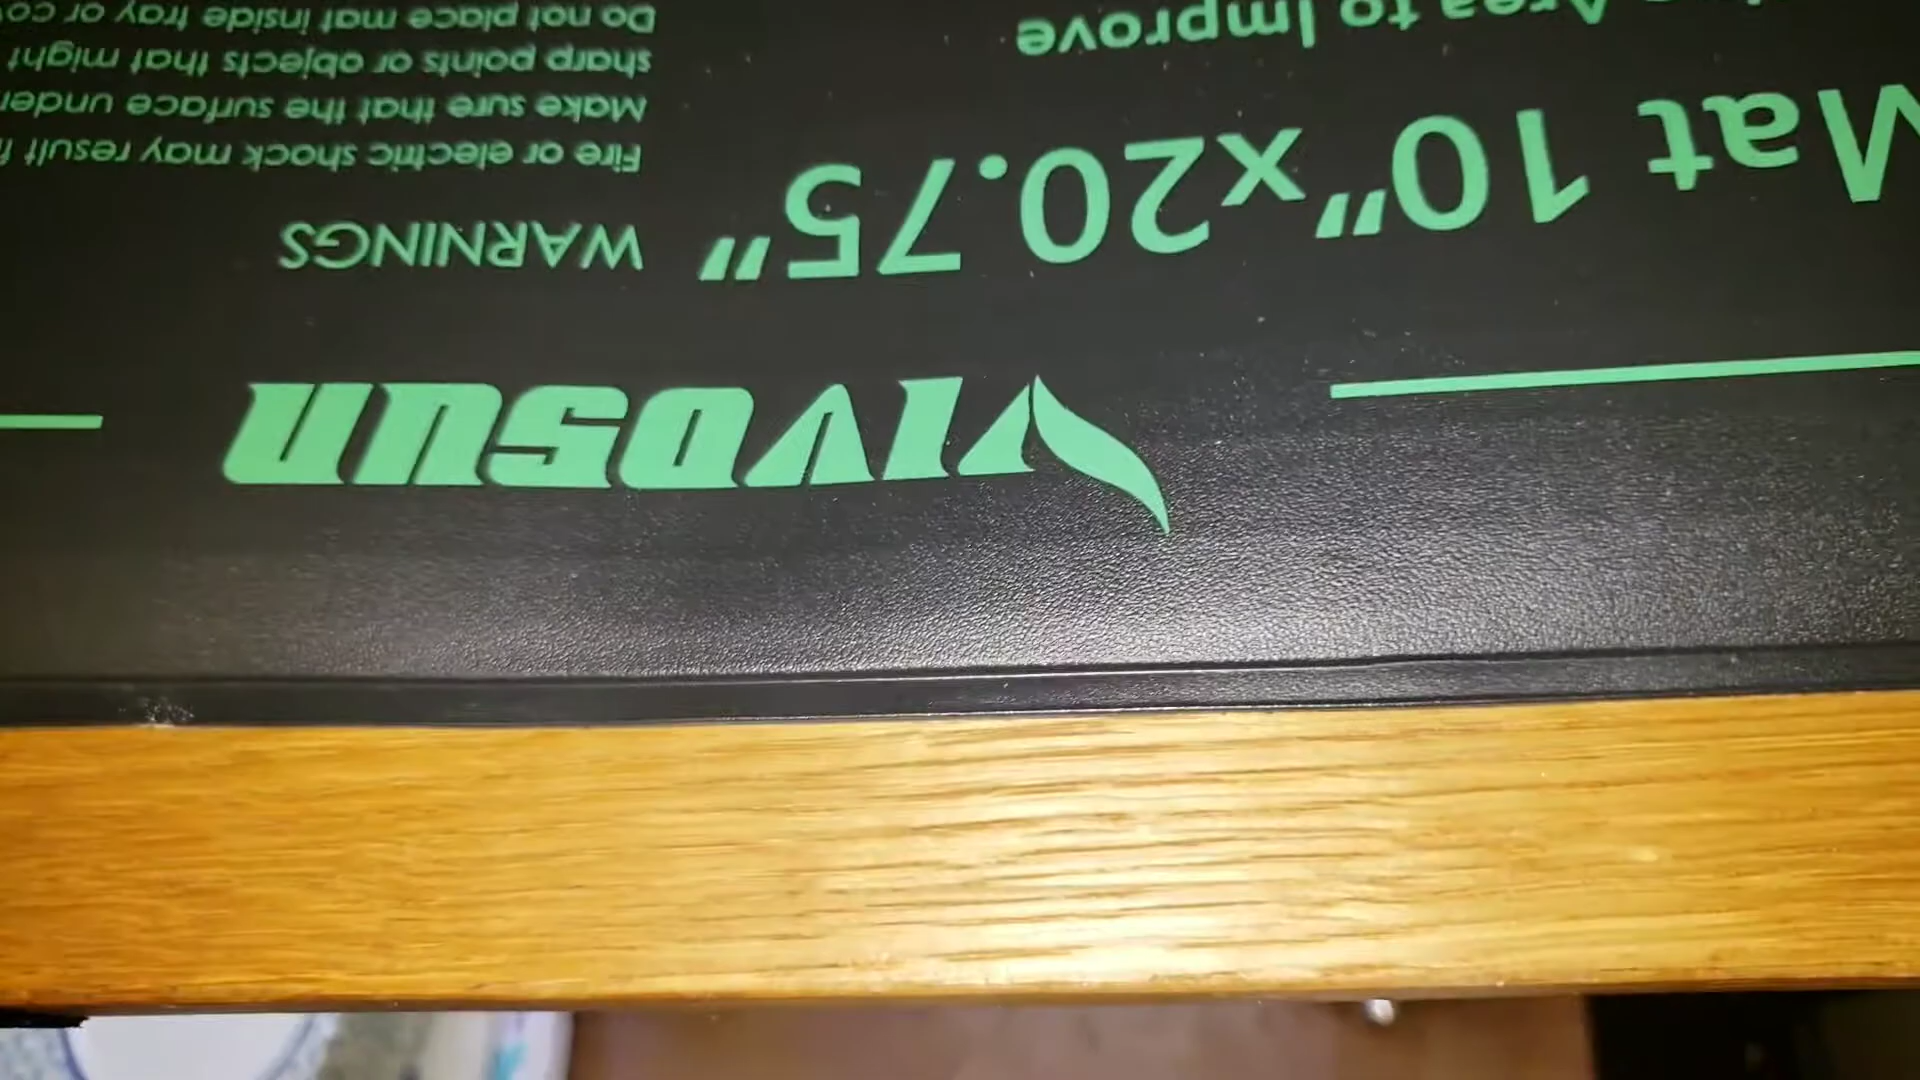 VIVOSUN
Mat 10"x20.75"
Area to Improve
WARNINGS
Fire or electric shock may result
Make sure that the surface under
sharp points or objects that might
Do not place mat inside tray or